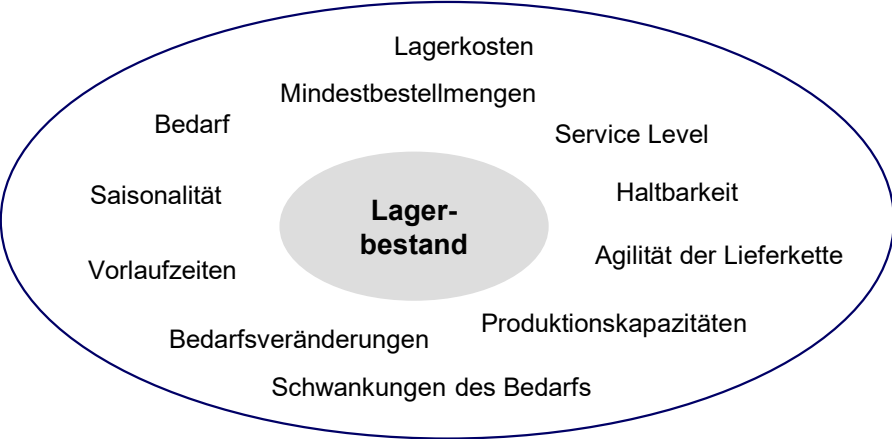 Lagerkosten
Mindestbestellmengen
Bedarf
Service Level
Saisonalität
Haltbarkeit
Lager-
bestand
Agilität der Lieferkette
Vorlaufzeiten
Produktionskapazitäten
Bedarfsveränderungen
Schwankungen des Bedarfs